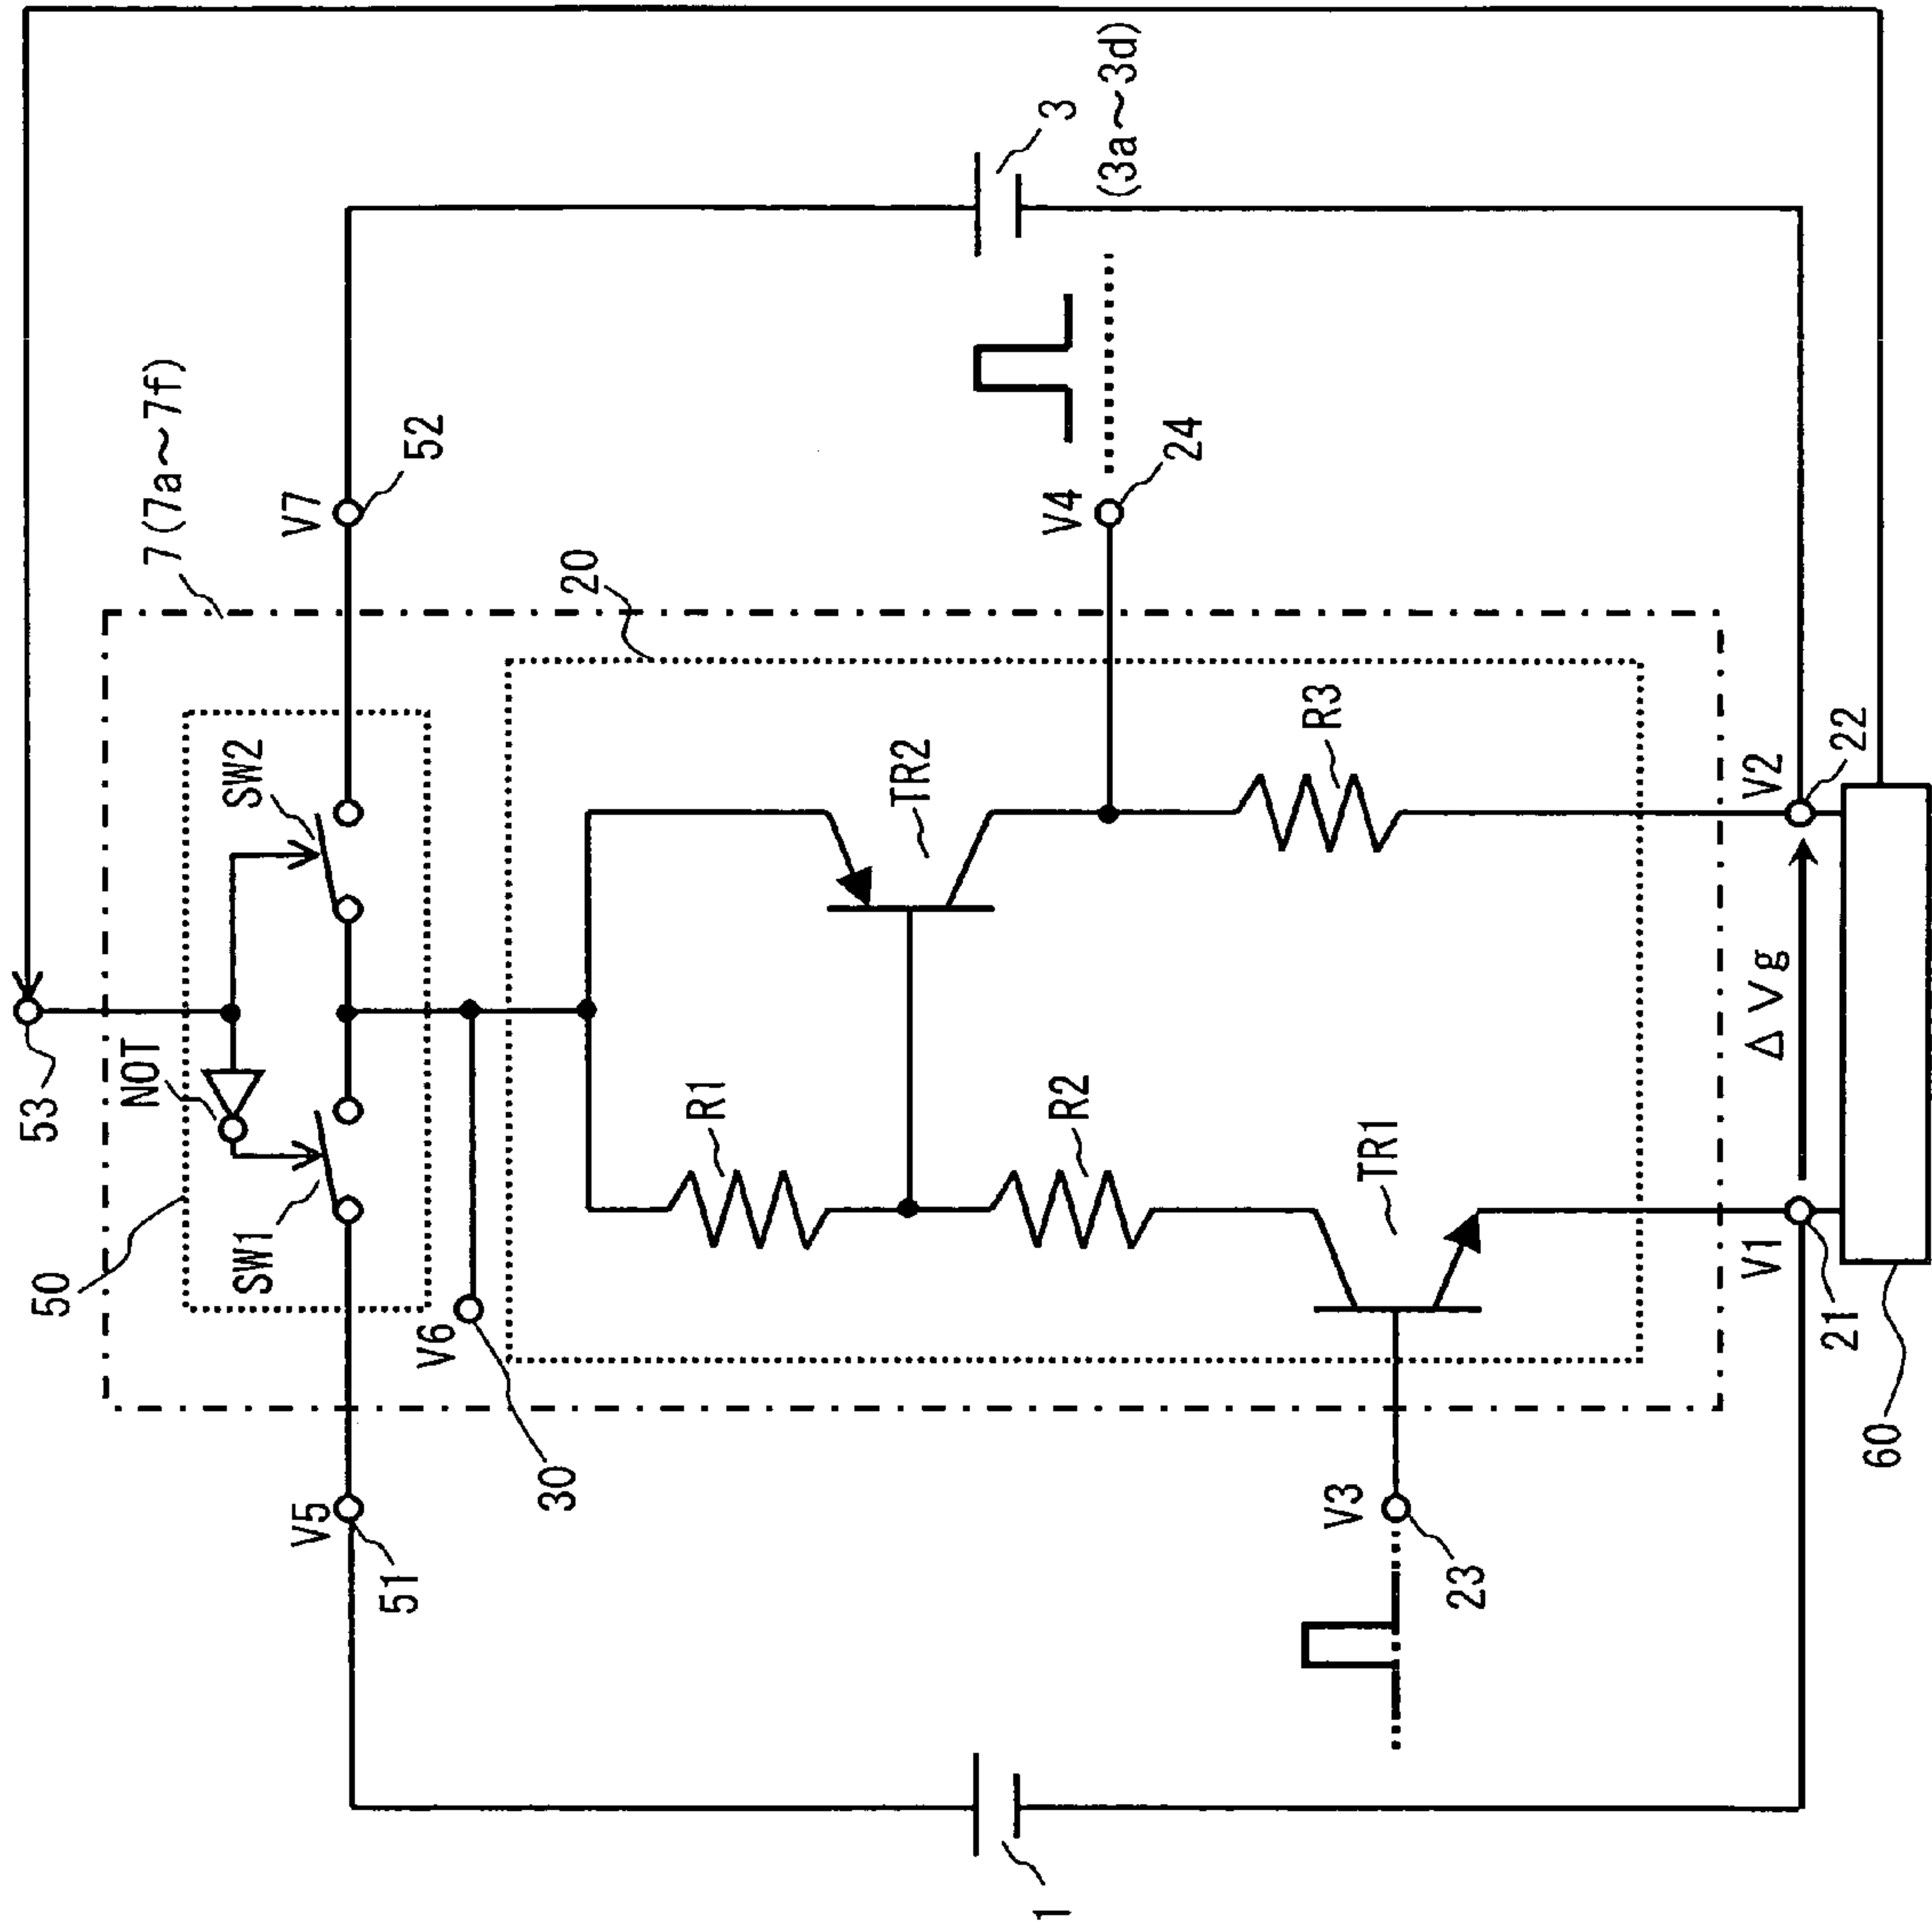 53
50
NOT
SW1
SW2
7(7a~7f)
V5
51
V6
30
V7
52
20
R1
TR2
R2
TR1
R3
V3
23
V4
24
1
3
(3a~3d)
V1
21
ΔVg
V2
22
60